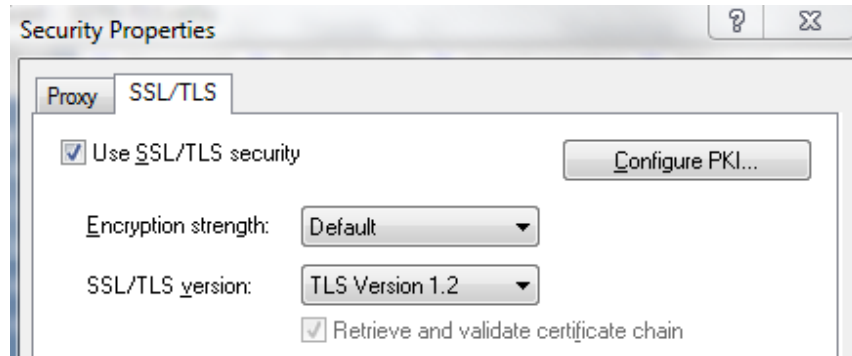 Security Properties
Proxy SSL/TLS
Use SSL/TLS security Configure PKI...
Encryption strength: Default
SSL/TLS version: TLS Version 1.2
Retrieve and validate certificate chain